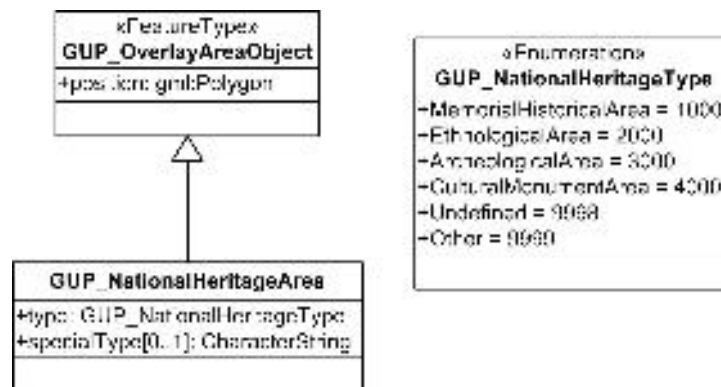 «FeatureType»
GUP_OverlayAreaObject
+position: gml:Polygon
«Enumeration»
GUP_NationalHeritageType
+MemorialHistoricalArea = 1000
+EthnologicalArea = 2000
+ArcheologicalArea = 3000
+CulturalMonumentArea = 4000
+Undefined = 9998
+Other = 9999
GUP_NationalHeritageArea
+type: GUP_NationalHeritageType
+specialType[0..1]: CharacterString